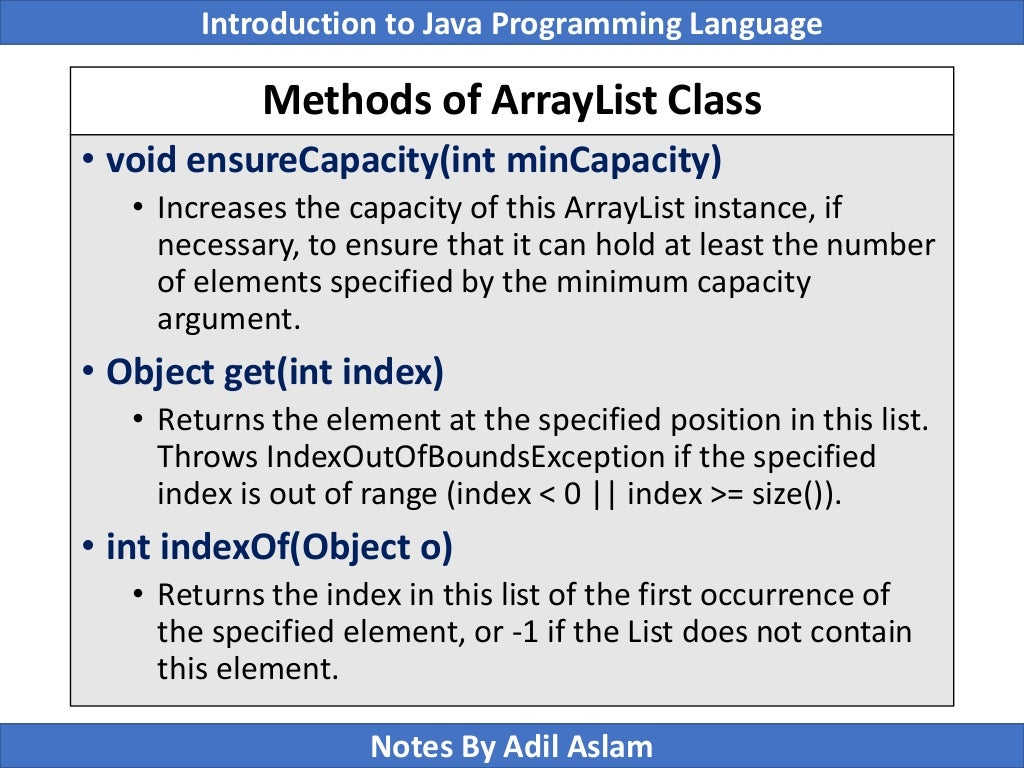 Introduction to Java Programming Language
Methods of ArrayList Class
• void ensureCapacity(int minCapacity)
• Increases the capacity of this ArrayList instance, if
necessary, to ensure that it can hold at least the number
of elements specified by the minimum capacity
argument.
• Object get(int index)
• Returns the element at the specified position in this list.
Throws IndexOutOfBoundsException if the specified
index is out of range (index < 0 || index >= size()).
• int indexOf(Object o)
• Returns the index in this list of the first occurrence of
the specified element, or -1 if the List does not contain
this element.
Notes By Adil Aslam